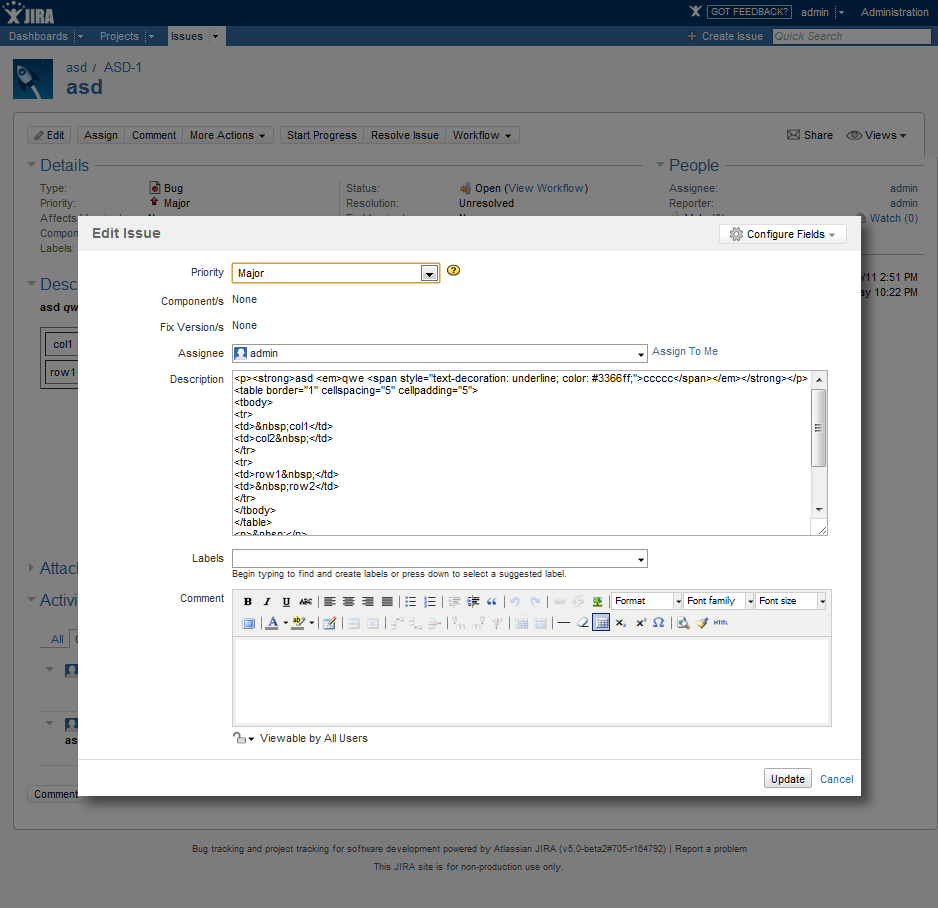 JIRA
GOT FEEDBACK? admin Administration
Dashboards Projects Issues + Create Issue Quick Search
asd / ASD-1
asd
Edit Assign Comment More Actions Start Progress Resolve Issue Workflow Share Views
Details People
Type: Bug Status: Open (View Workflow) Assignee: admin
Priority: Major Resolution: Unresolved Reporter: admin
Affects Watch (0)
Labels:
Edit Issue Configure Fields
Priority Major
Component/s None
Fix Version/s None
Assignee admin Assign To Me
/11 2:51 PM
10:22 PM
asd qw
col1
row1
Description <p><strong>asd <em>qwe <span style="text-decoration: underline; color: #3366ff;">ccccc</span></em></strong></p>
<table border="1" cellspacing="5" cellpadding="5">
<tbody>
<tr>
<td>&nbsp;col1</td>
<td>col2&nbsp;</td>
</tr>
<tr>
<td>row1&nbsp;</td>
<td>&nbsp;row2</td>
</tr>
</tbody>
</table>
<p>&nbsp;</p>
Labels
Begin typing to find and create labels or press down to select a suggested label.
Comment
B I U ABC Format Font family Font size
HTML
All
Viewable by All Users
Update Cancel
Comment
Bug tracking and project tracking for software development powered by Atlassian JIRA (v5.0-beta2#705-r164792) | Report a problem
This JIRA site is for non-production use only.